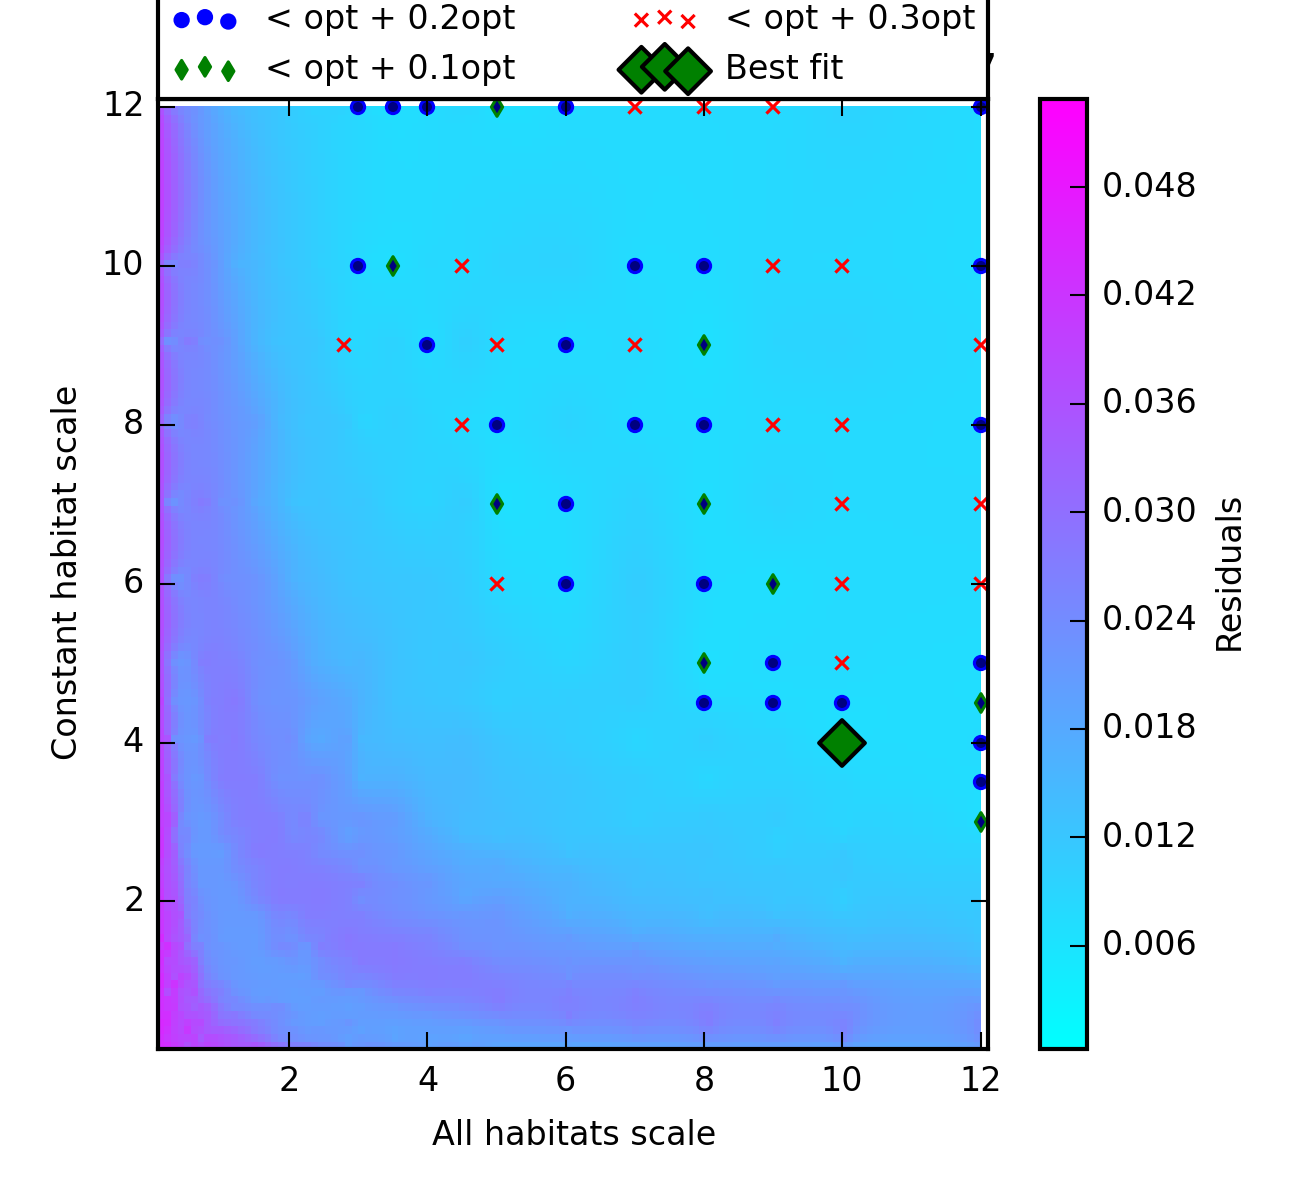 < opt + 0.2opt < opt + 0.3opt
< opt + 0.1opt Best fit
12
10
8
6
4
2
Constant habitat scale
2 4 6 8 10 12
All habitats scale
0.048
0.042
0.036
0.030
0.024
0.018
0.012
0.006
Residuals